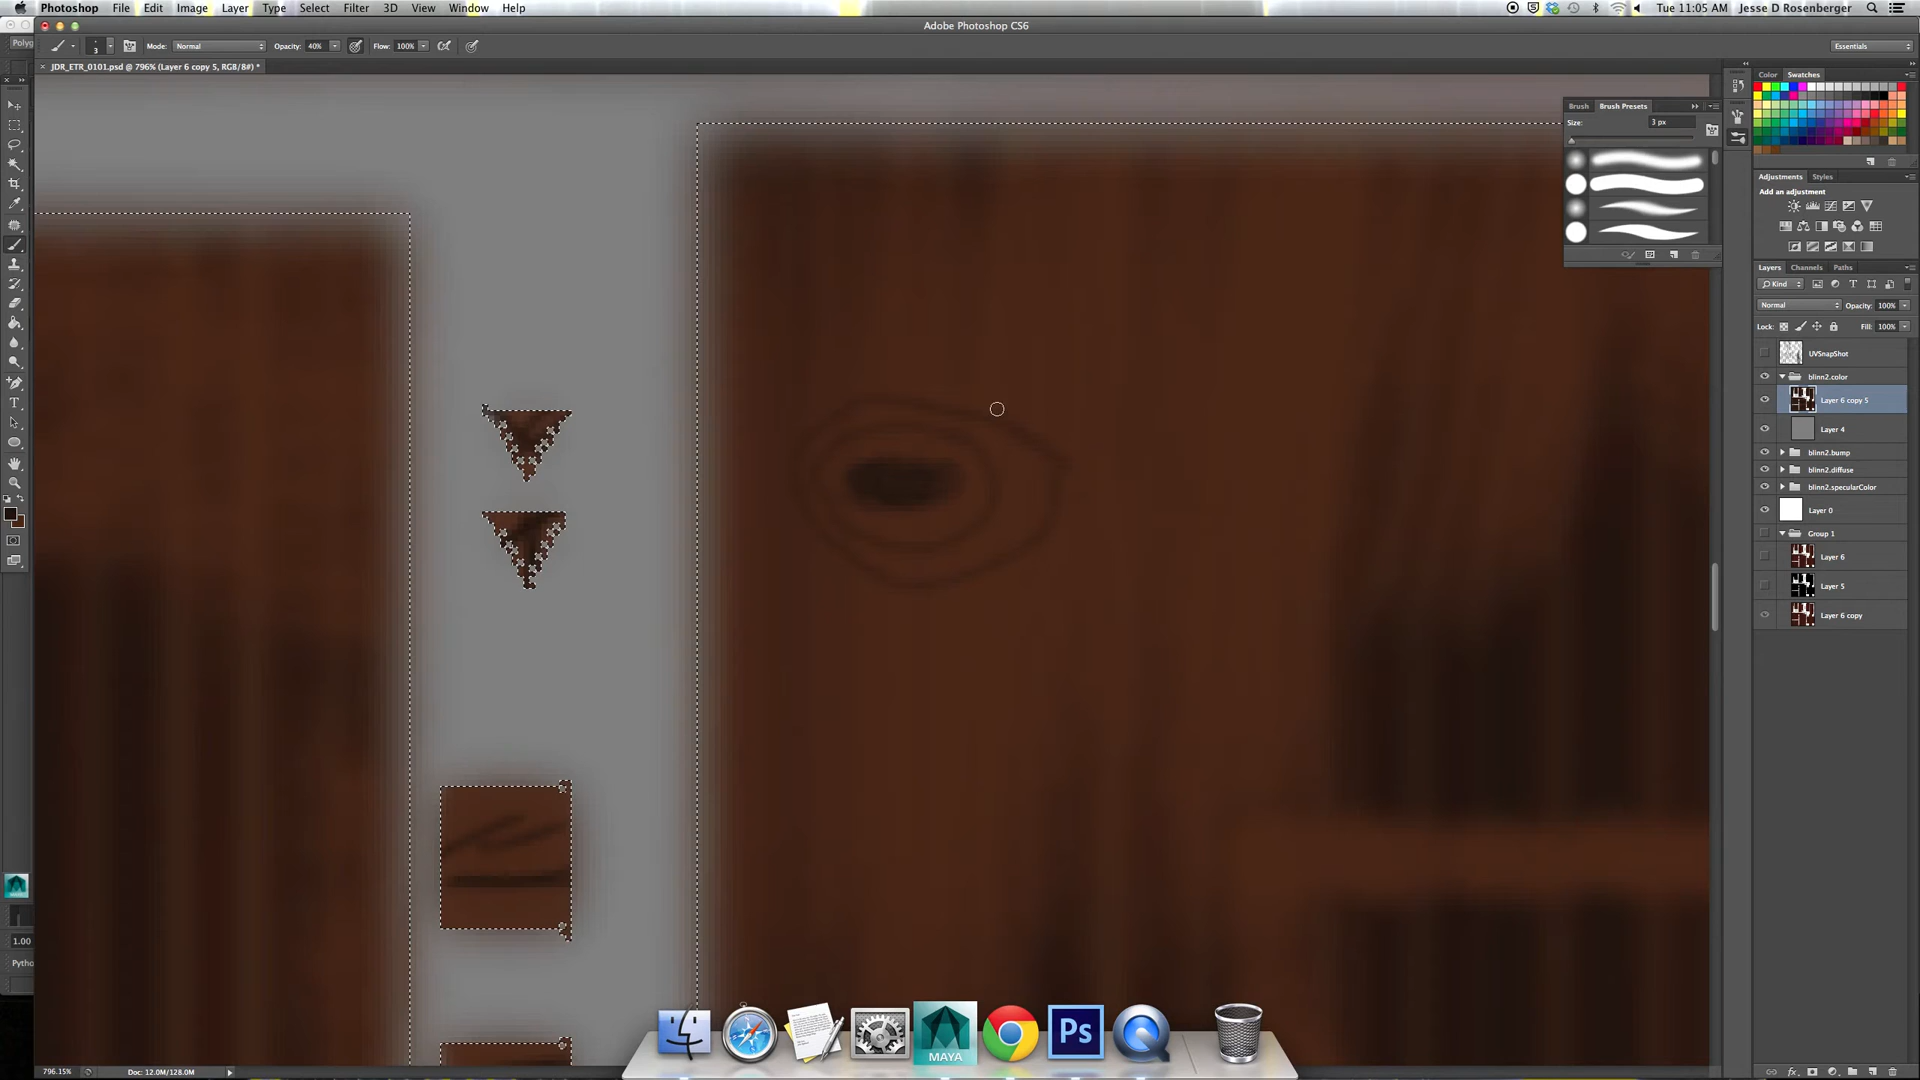 Photoshop File Edit Image Layer Type Select Filter 3D View Window Help
Tue 11:05 AM Jesse D Rosenberger
Adobe Photoshop CS6
3 Mode: Normal Opacity: 40% Flow: 100% Essentials
JDR_ETR_0101.psd @ 796% (Layer 6 copy 5, RGB/8#) *
Color Swatches
Brush Brush Presets
Size: 3 px
Adjustments Styles
Add an adjustment
Layers Channels Paths
Kind
Normal Opacity: 100%
Lock: Fill: 100%
UVSnapShot
blinn2.color
Layer 6 copy 5
Layer 4
blinn2.bump
blinn2.diffuse
blinn2.specularColor
Layer 0
Group 1
Layer 6
Layer 5
Layer 6 copy
1.00
Pytho
MAYA
Ps
796.15% Doc: 12.0M/128.0M